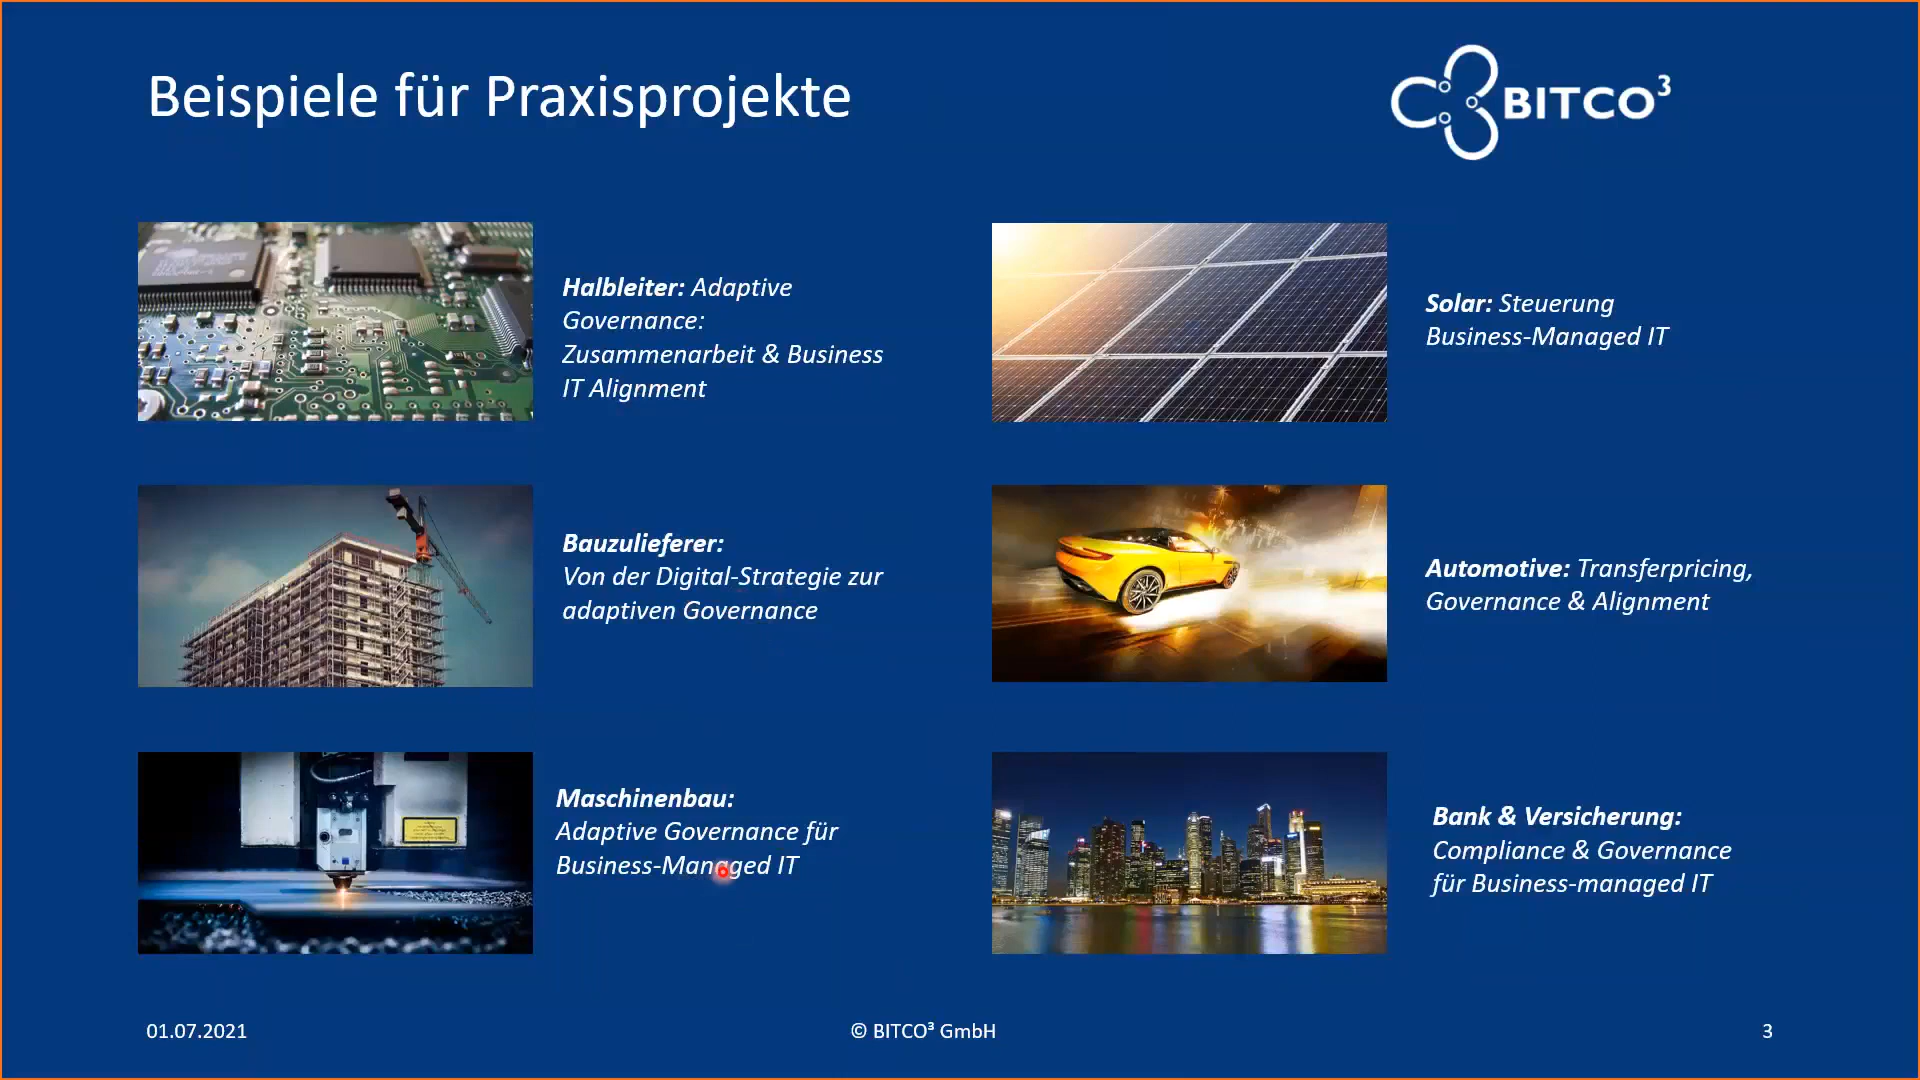 Beispiele für Praxisprojekte
BITCO³
Halbleiter: Adaptive
Governance:
Zusammenarbeit & Business
IT Alignment
Solar: Steuerung
Business-Managed IT
Bauzulieferer:
Von der Digital-Strategie zur
adaptiven Governance
Automotive: Transferpricing,
Governance & Alignment
Maschinenbau:
Adaptive Governance für
Business-Managed IT
Bank & Versicherung:
Compliance & Governance
für Business-managed IT
01.07.2021
© BITCO³ GmbH
3